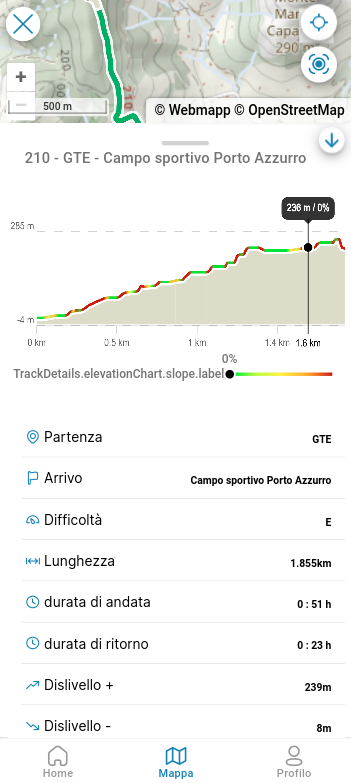 Monte
Mar
Capa
290 m
200
200
210
+
−
500 m
© Webmapp © OpenStreetMap
210 - GTE - Campo sportivo Porto Azzurro
236 m / 0%
265 m
-4 m
0 km
0.5 km
1 km
1.4 km
1.6 km
0%
TrackDetails.elevationChart.slope.label
Partenza
GTE
Arrivo
Campo sportivo Porto Azzurro
Difficoltà
E
Lunghezza
1.855km
durata di andata
0 : 51 h
durata di ritorno
0 : 23 h
Dislivello +
239m
Dislivello -
8m
Home
Mappa
Profilo